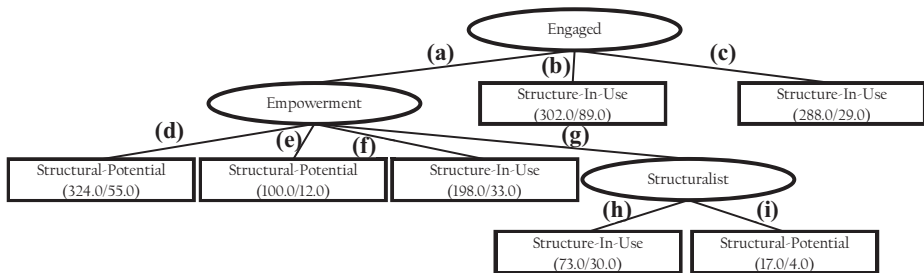 Engaged
(a)
(b)
(c)
Empowerment
Structure-In-Use
(302.0/89.0)
Structure-In-Use
(288.0/29.0)
(d)
(e)
(f)
(g)
Structural-Potential
(324.0/55.0)
Structural-Potential
(100.0/12.0)
Structure-In-Use
(198.0/33.0)
Structuralist
(h)
(i)
Structure-In-Use
(73.0/30.0)
Structural-Potential
(17.0/4.0)